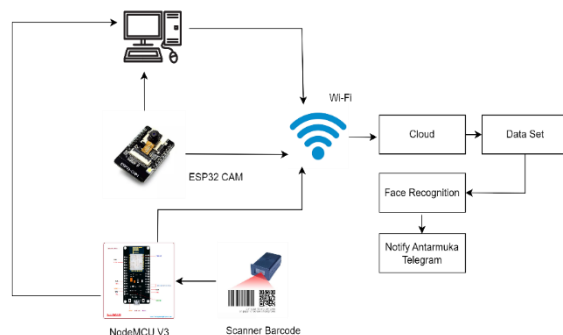 Wi-Fi
Cloud
Data Set
ESP32 CAM
Face Recognition
Notify Antarmuka
Telegram
NodeMCU V3
Scanner Barcode